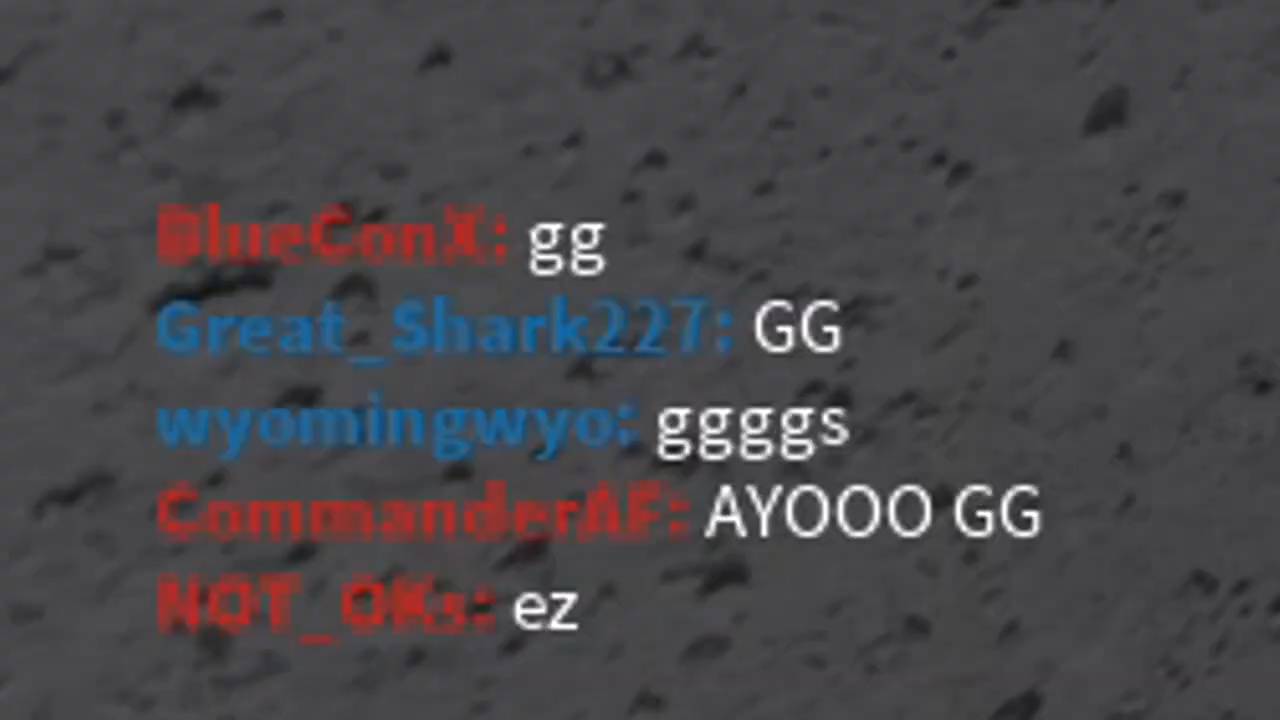 BlueConX: gg
Great_Shark227: GG
wyomingwyo: ggggs
CommanderAF: AYOOO GG
NOT_OKs: ez